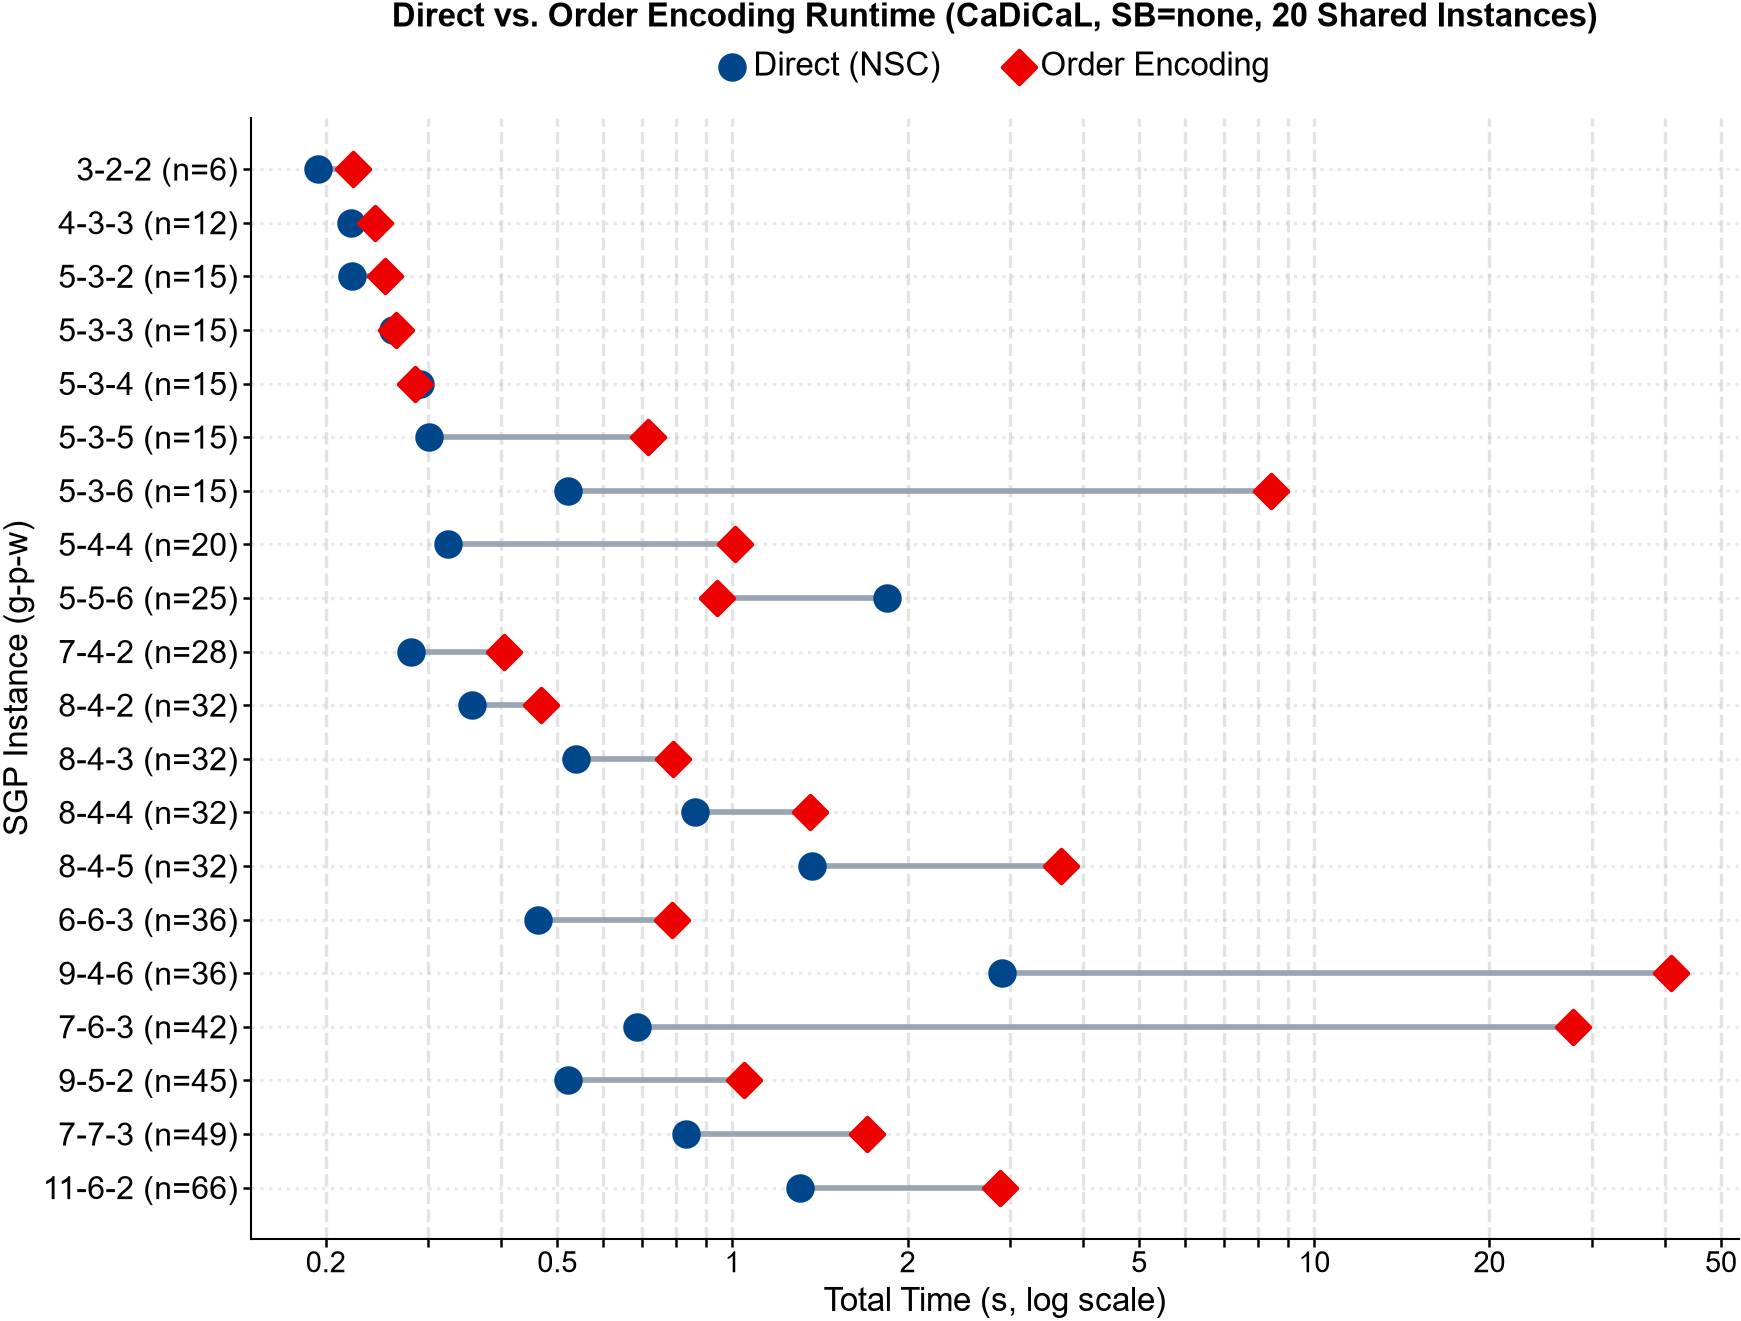 Direct vs. Order Encoding Runtime (CaDiCaL, SB=none, 20 Shared Instances)
Direct (NSC)
Order Encoding
SGP Instance (g-p-w)
3-2-2 (n=6)
4-3-3 (n=12)
5-3-2 (n=15)
5-3-3 (n=15)
5-3-4 (n=15)
5-3-5 (n=15)
5-3-6 (n=15)
5-4-4 (n=20)
5-5-6 (n=25)
7-4-2 (n=28)
8-4-2 (n=32)
8-4-3 (n=32)
8-4-4 (n=32)
8-4-5 (n=32)
6-6-3 (n=36)
9-4-6 (n=36)
7-6-3 (n=42)
9-5-2 (n=45)
7-7-3 (n=49)
11-6-2 (n=66)
0.2 0.5 1 2 5 10 20 50
Total Time (s, log scale)